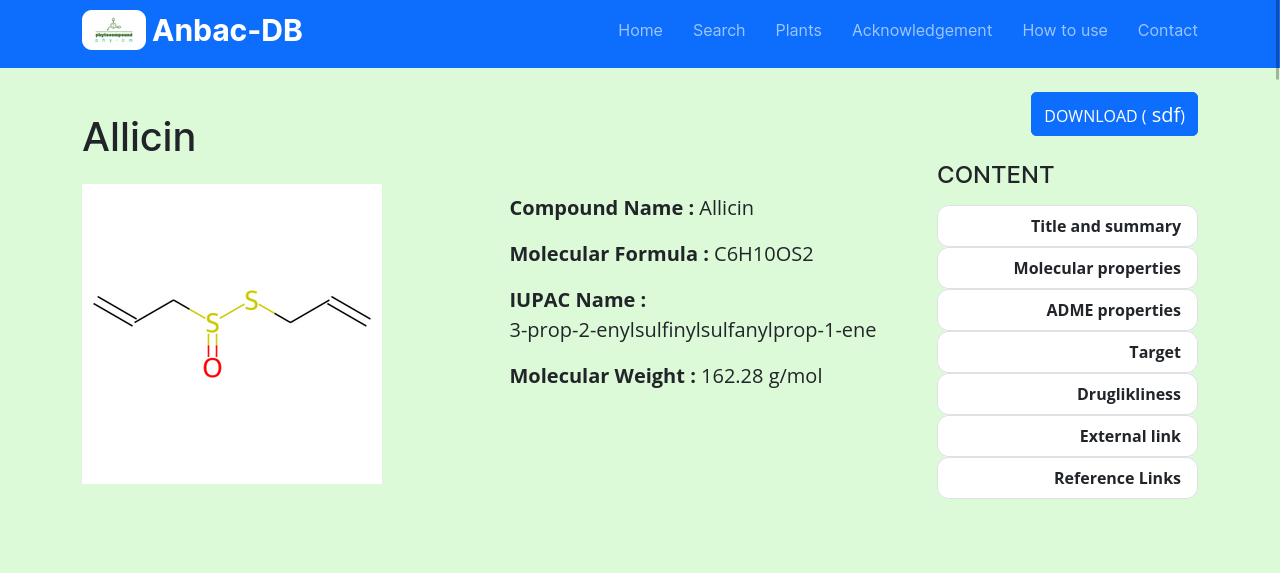 phytocompound
Anbac-DB
Home
Search
Plants
Acknowledgement
How to use
Contact
Allicin
S
S
O
Compound Name : Allicin
Molecular Formula : C6H10OS2
IUPAC Name :
3-prop-2-enylsulfinylsulfanylprop-1-ene
Molecular Weight : 162.28 g/mol
DOWNLOAD ( sdf)
CONTENT
Title and summary
Molecular properties
ADME properties
Target
Druglikliness
External link
Reference Links